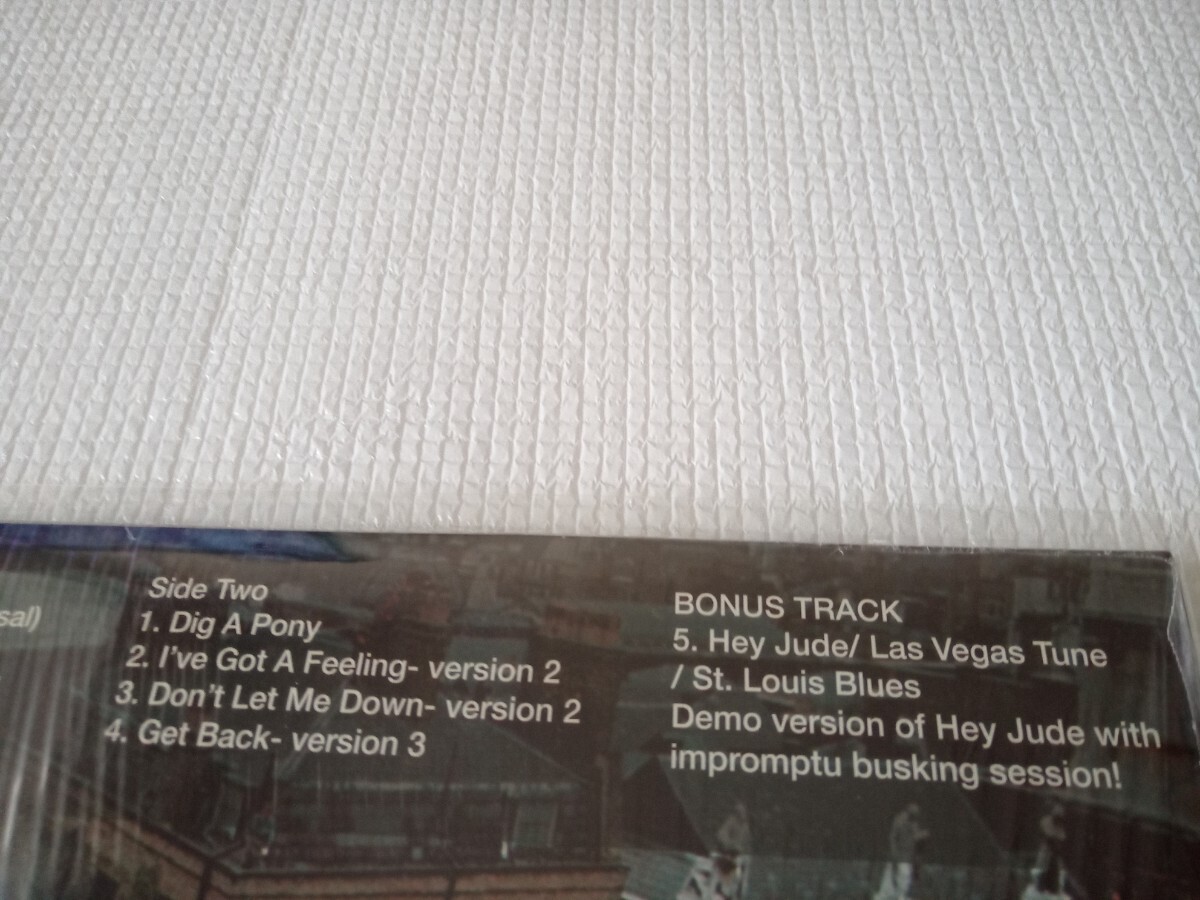 Side Two
1. Dig A Pony
2. I've Got A Feeling- version 2
3. Don't Let Me Down- version 2
4. Get Back- version 3
BONUS TRACK
5. Hey Jude/ Las Vegas Tune
/ St. Louis Blues
Demo version of Hey Jude with
impromptu busking session!